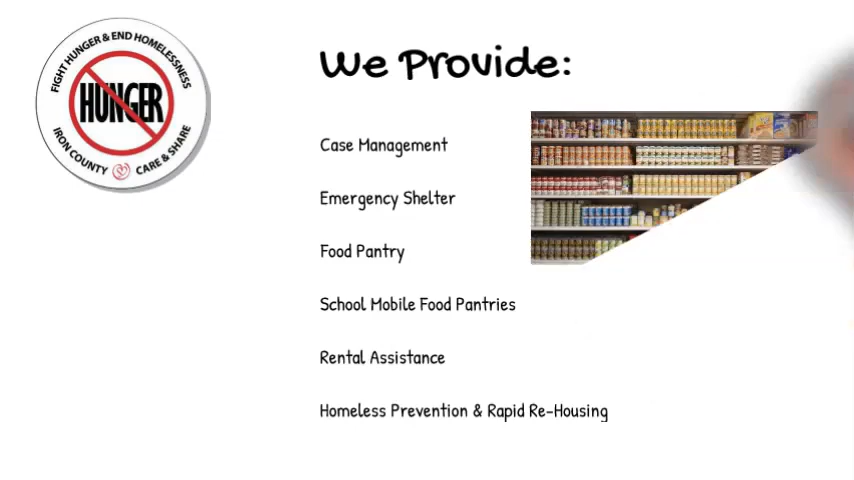 FIGHT HUNGER & END HOMELESSNESS
HUNGER
IRON COUNTY CARE & SHARE
We Provide:
Case Management
Emergency Shelter
Food Pantry
School Mobile Food Pantries
Rental Assistance
Homeless Prevention & Rapid Re-Housing